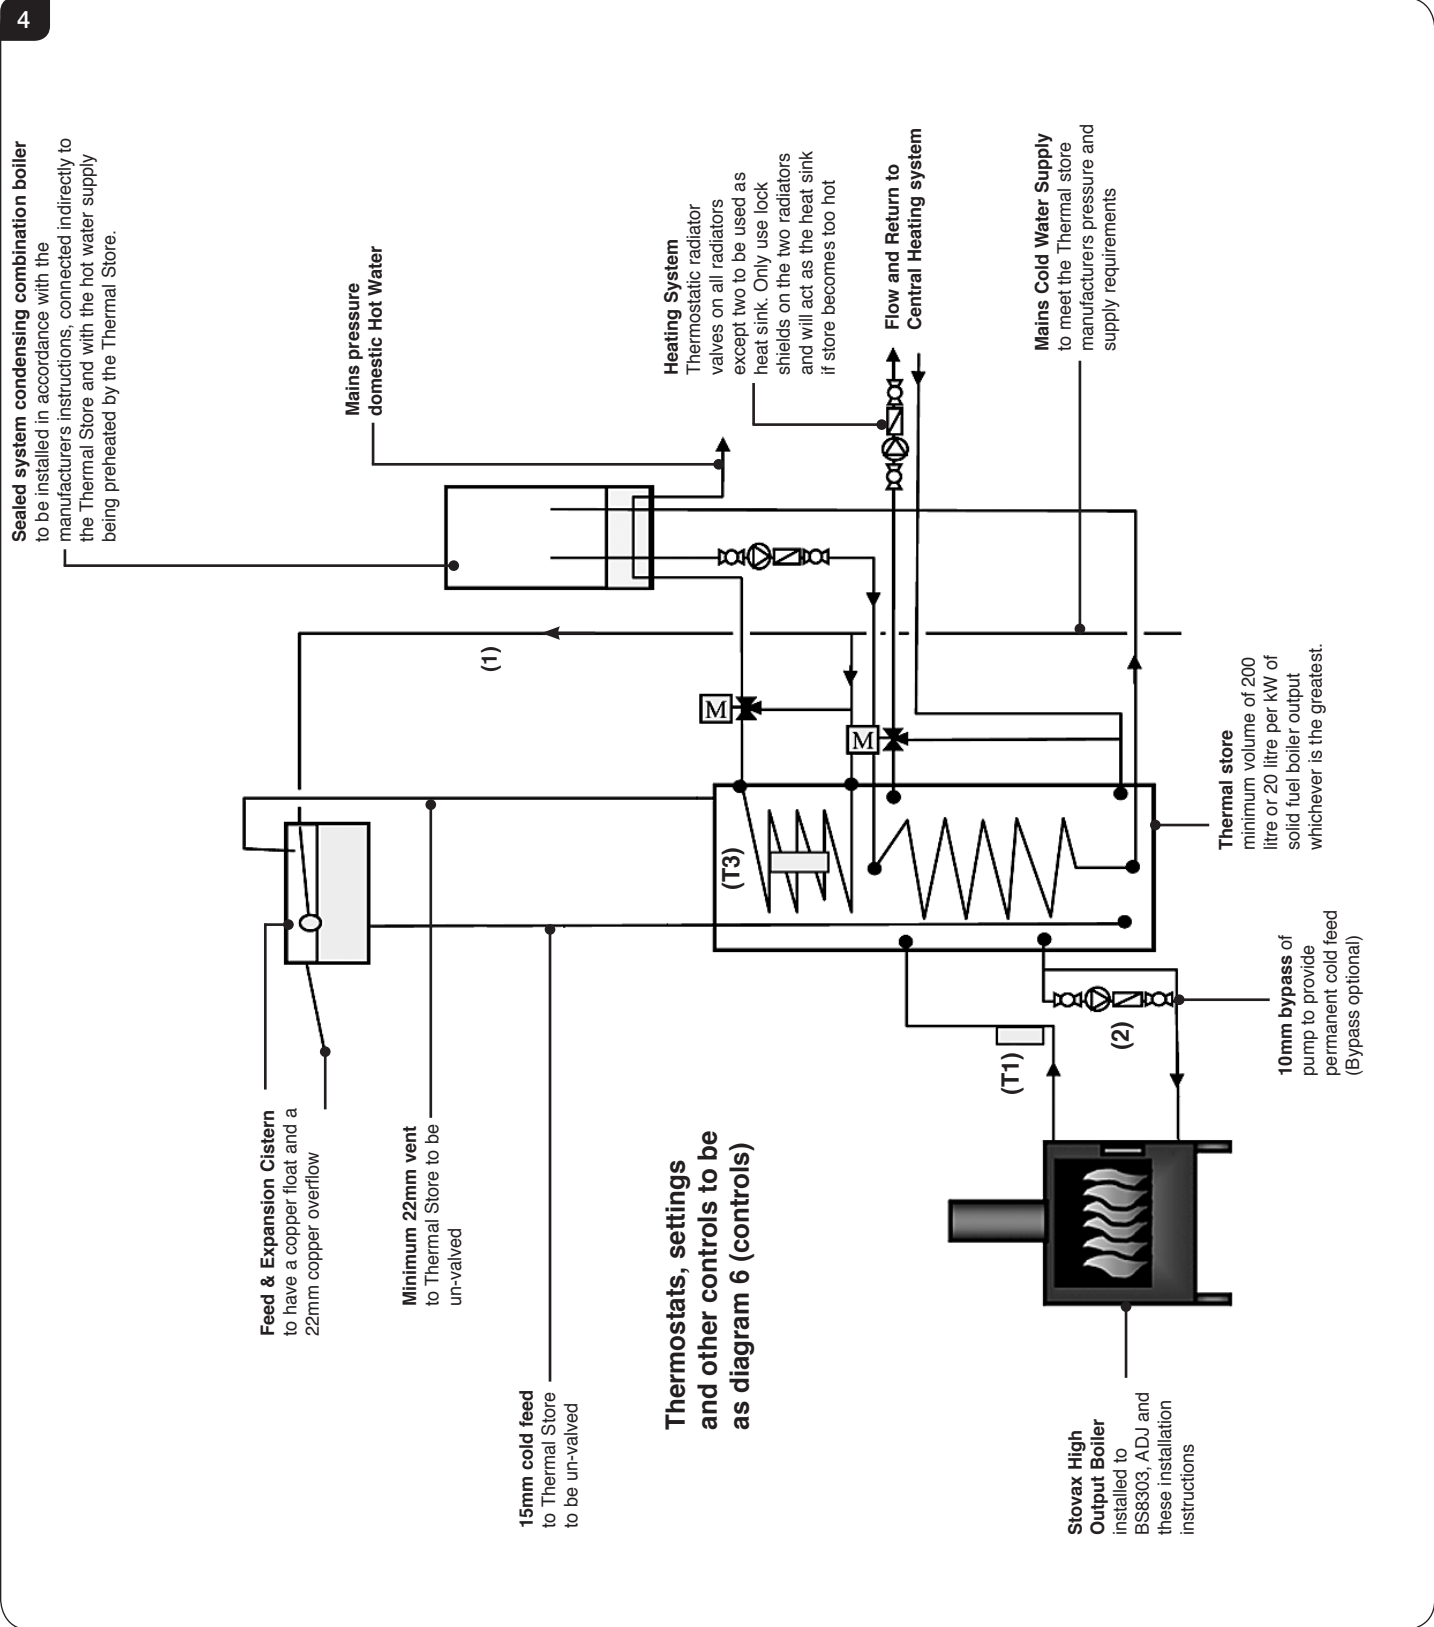 4
Sealed system condensing combination boiler
to be installed in accordance with the
manufacturers instructions, connected indirectly to
the Thermal Store and with the hot water supply
being preheated by the Thermal Store.
Mains pressure
domestic Hot Water
Heating System
Thermostatic radiator
valves on all radiators
except two to be used as
heat sink. Only use lock
shields on the two radiators
and will act as the heat sink
if store becomes too hot
Flow and Return to
Central Heating system
Mains Cold Water Supply
to meet the Thermal store
manufacturers pressure and
supply requirements
(1)
M
M
(T3)
Thermal store
minimum volume of 200
litre or 20 litre per kW of
solid fuel boiler output
whichever is the greatest.
(T1)
(2)
10mm bypass of
pump to provide
permanent cold feed
(Bypass optional)
Feed & Expansion Cistern
to have a copper float and a
22mm copper overflow
Minimum 22mm vent
to Thermal Store to be
un-valved
15mm cold feed
to Thermal Store
to be un-valved
Thermostats, settings
and other controls to be
as diagram 6 (controls)
Stovax High
Output Boiler
installed to
BS8303, ADJ and
these installation
instructions